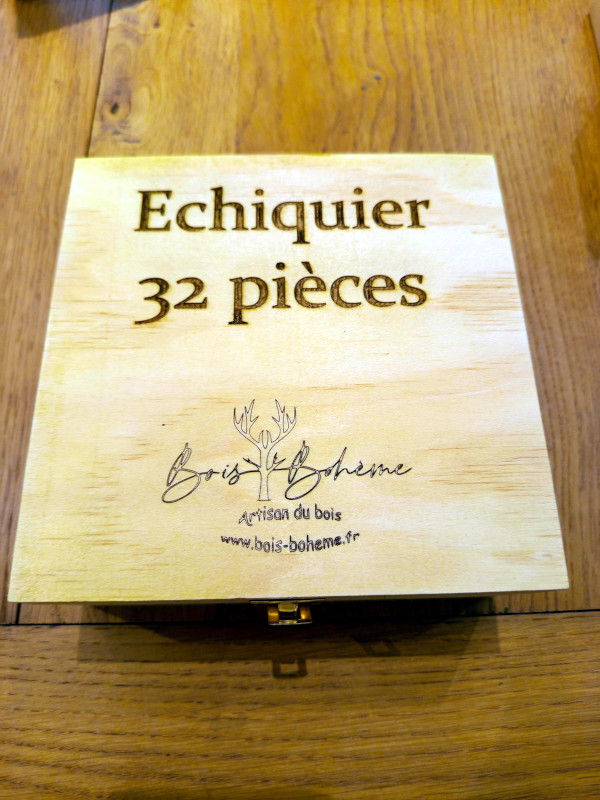 Echiquier
32 pièces
Bois Bohème
Artisan du bois
www.bois-boheme.fr